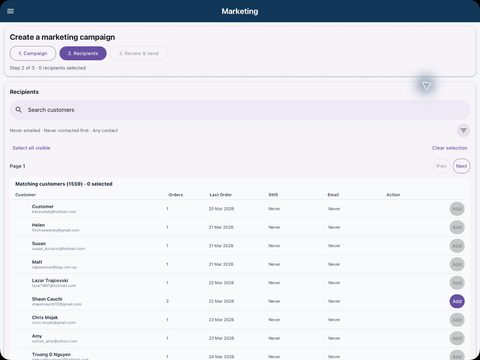 Marketing
Create a marketing campaign
1. Campaign
2. Recipients
3. Review & send
Step 2 of 3 · 0 recipients selected
Recipients
Search customers
Never emailed · Never contacted first · Any contact
Select all visible
Clear selection
Page 1
Prev
Next
Matching customers (1559) · 0 selected
Customer Orders Last Order SMS Email Action
Customer 1 20 Mar 2026 Never Never Add
Helen 1 21 Mar 2026 Never Never Add
Susan 1 21 Mar 2026 Never Never Add
Matt 1 21 Mar 2026 Never Never Add
Lazar Trajcevski 1 22 Mar 2026 Never Never Add
Shaun Cauchi 2 22 Mar 2026 Never Never Add
Chris Mojak 1 23 Mar 2026 Never Never Add
chris.mojak@gmail.com
Amy 1 23 Mar 2026 Never Never Add
Truong D Nguyen 1 24 Mar 2026 Never Never Add